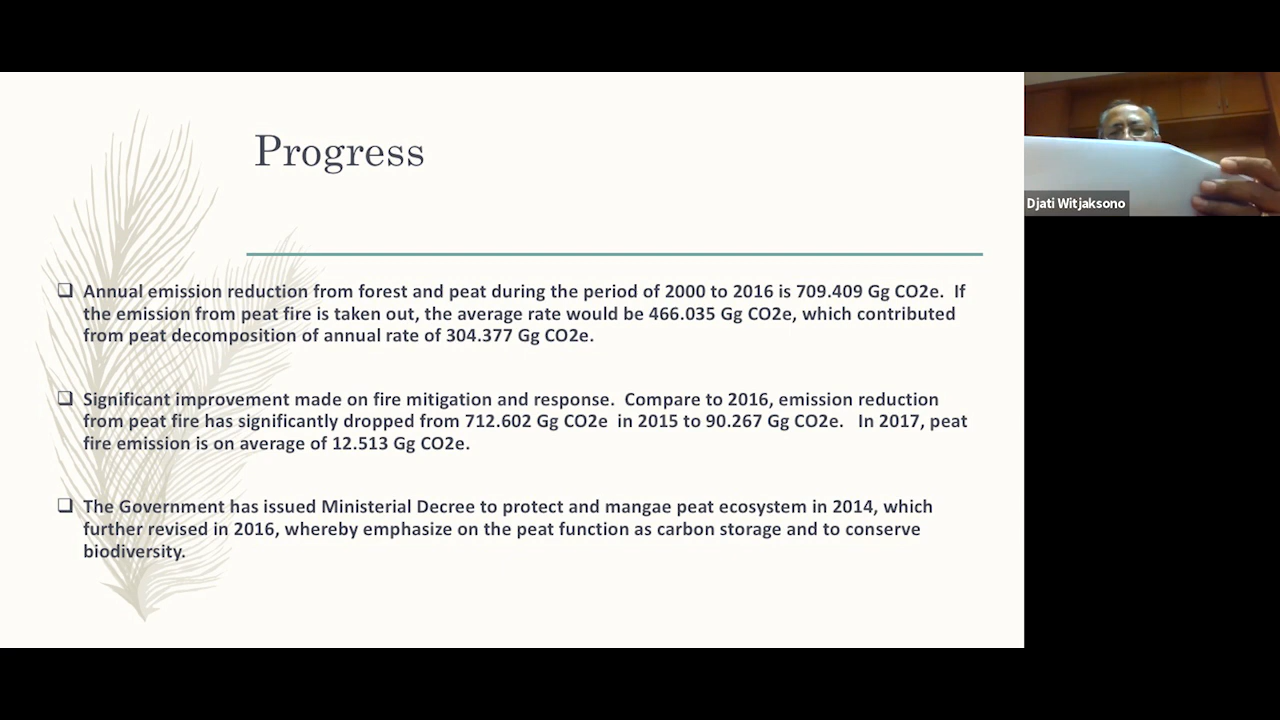 Progress
Djati Witjaksono
❑ Annual emission reduction from forest and peat during the period of 2000 to 2016 is 709.409 Gg CO2e.  If
the emission from peat fire is taken out, the average rate would be 466.035 Gg CO2e, which contributed
from peat decomposition of annual rate of 304.377 Gg CO2e.
❑ Significant improvement made on fire mitigation and response.  Compare to 2016, emission reduction
from peat fire has significantly dropped from 712.602 Gg CO2e  in 2015 to 90.267 Gg CO2e.   In 2017, peat
fire emission is on average of 12.513 Gg CO2e.
❑ The Government has issued Ministerial Decree to protect and mangae peat ecosystem in 2014, which
further revised in 2016, whereby emphasize on the peat function as carbon storage and to conserve
biodiversity.